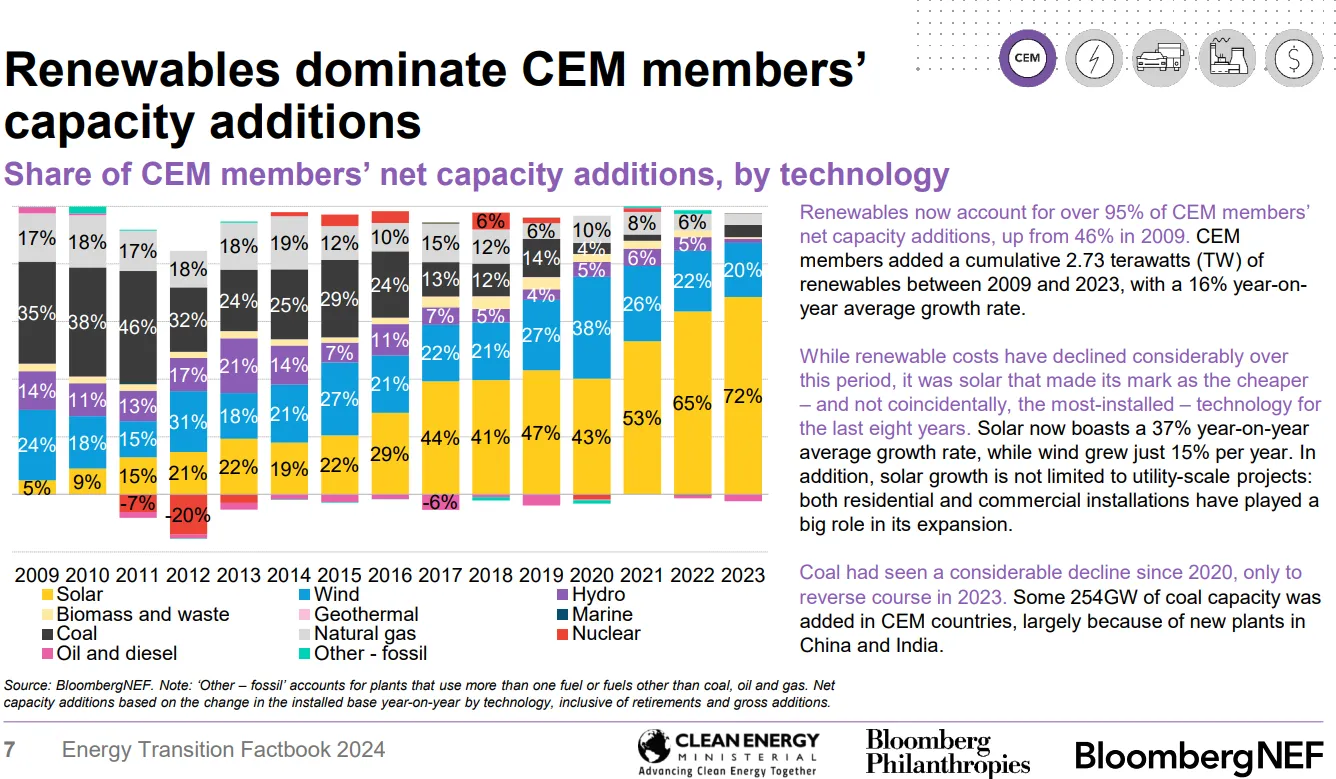 CEM
$
Renewables dominate CEM members’
capacity additions
Share of CEM members’ net capacity additions, by technology
17% 18% 17% 18% 18% 19% 12% 10% 15% 6% 12% 6% 10% 8% 6%
35% 38% 46% 32% 24% 25% 29% 24% 13% 12% 14% 4%
14% 11% 13% 17% 21% 14% 7% 11% 7% 5% 4% 5% 6% 5%
24% 18% 15% 31% 18% 21% 27% 21% 22% 21% 27% 38% 26% 22% 20%
5% 9% 15% 21% 22% 19% 22% 29% 44% 41% 47% 43% 53% 65% 72%
-7% -20% -6%
2009 2010 2011 2012 2013 2014 2015 2016 2017 2018 2019 2020 2021 2022 2023
Solar Wind Hydro
Biomass and waste Geothermal Marine
Coal Natural gas Nuclear
Oil and diesel Other - fossil
Renewables now account for over 95% of CEM members’
net capacity additions, up from 46% in 2009. CEM
members added a cumulative 2.73 terawatts (TW) of
renewables between 2009 and 2023, with a 16% year-on-
year average growth rate.
While renewable costs have declined considerably over
this period, it was solar that made its mark as the cheaper
– and not coincidentally, the most-installed – technology for
the last eight years. Solar now boasts a 37% year-on-year
average growth rate, while wind grew just 15% per year. In
addition, solar growth is not limited to utility-scale projects:
both residential and commercial installations have played a
big role in its expansion.
Coal had seen a considerable decline since 2020, only to
reverse course in 2023. Some 254GW of coal capacity was
added in CEM countries, largely because of new plants in
China and India.
Source: BloombergNEF. Note: ‘Other – fossil’ accounts for plants that use more than one fuel or fuels other than coal, oil and gas. Net
capacity additions based on the change in the installed base year-on-year by technology, inclusive of retirements and gross additions.
7 Energy Transition Factbook 2024
CLEAN ENERGY
MINISTERIAL
Advancing Clean Energy Together
Bloomberg
Philanthropies
BloombergNEF